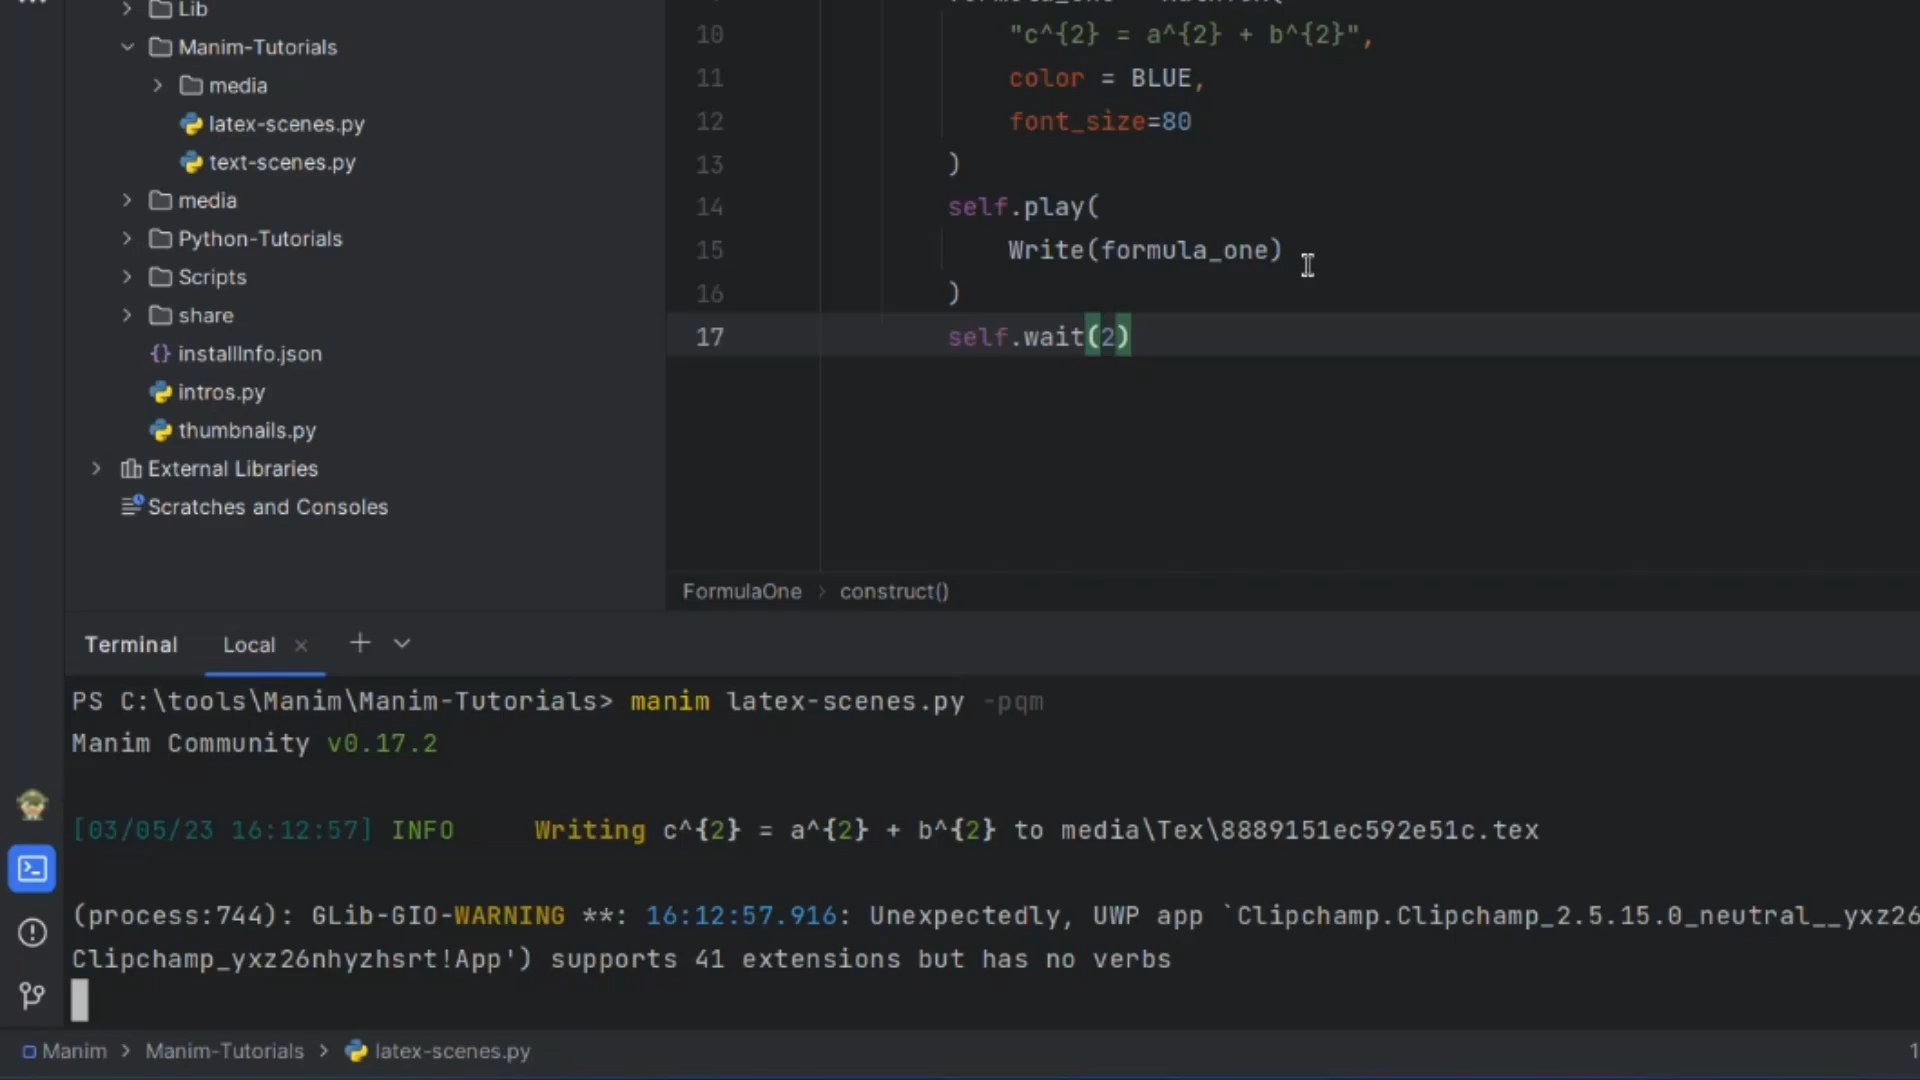 Lib
Manim-Tutorials
media
latex-scenes.py
text-scenes.py
media
Python-Tutorials
Scripts
share
installInfo.json
intros.py
thumbnails.py
External Libraries
Scratches and Consoles
10 "c^{2} = a^{2} + b^{2}",
11 color = BLUE,
12 font_size=80
13 )
14 self.play(
15 Write(formula_one)
16 )
17 self.wait(2)
FormulaOne > construct()
Terminal Local × +
PS C:\tools\Manim\Manim-Tutorials> manim latex-scenes.py -pqm
Manim Community v0.17.2
[03/05/23 16:12:57] INFO Writing c^{2} = a^{2} + b^{2} to media\Tex\8889151ec592e51c.tex
(process:744): GLib-GIO-WARNING **: 16:12:57.916: Unexpectedly, UWP app `Clipchamp.Clipchamp_2.5.15.0_neutral__yxz26
Clipchamp_yxz26nhyzhsrt!App') supports 41 extensions but has no verbs
Manim > Manim-Tutorials > latex-scenes.py